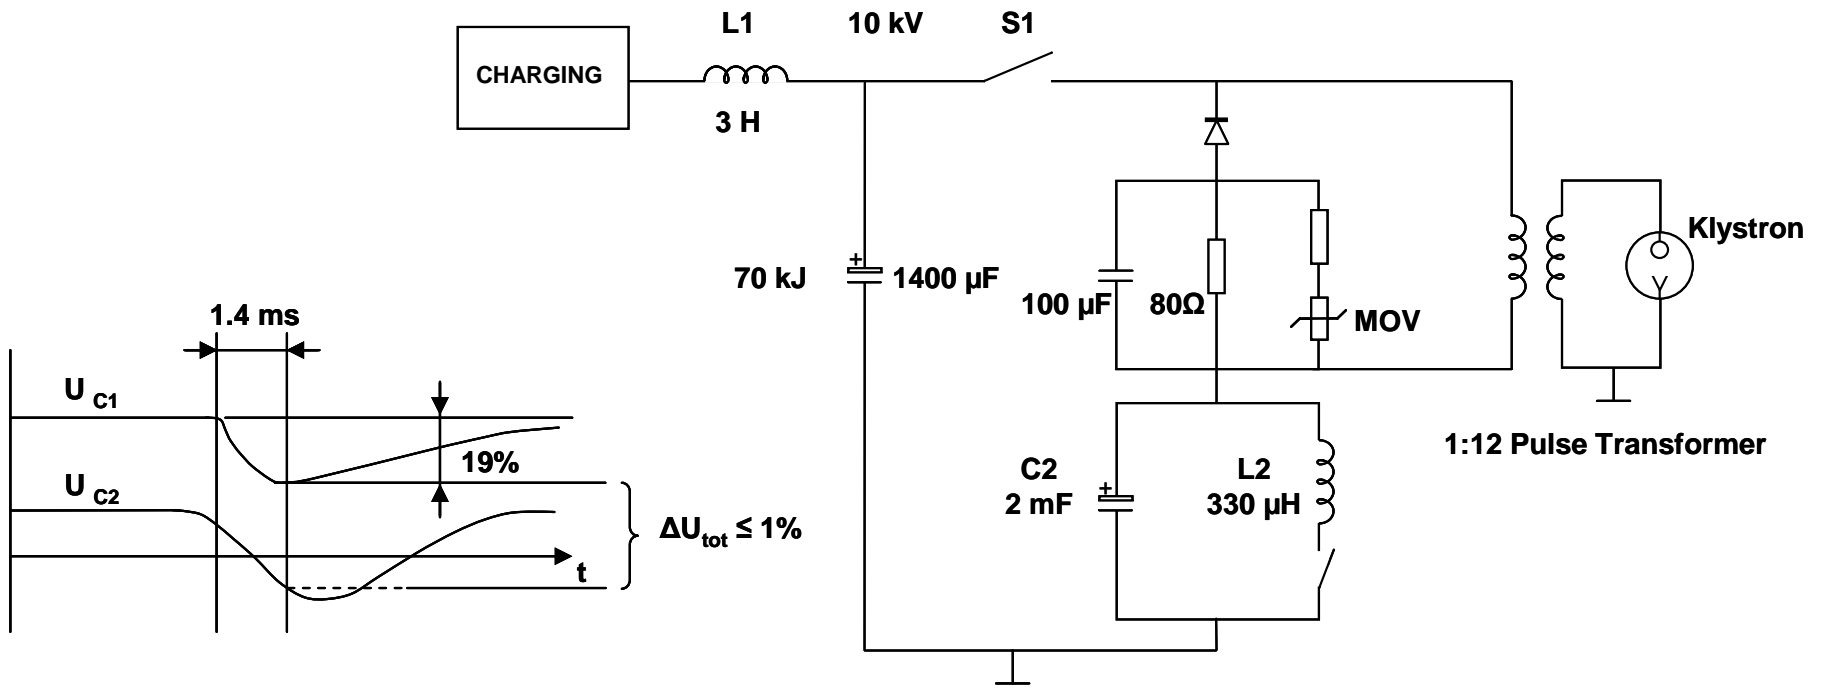 L1
10 kV
S1
CHARGING
3 H
70 kJ
+
1400 µF
100 µF
80Ω
MOV
Klystron
1:12 Pulse Transformer
C2
2 mF
+
L2
330 µH
1.4 ms
U C1
19%
U C2
ΔUtot ≤ 1%
t